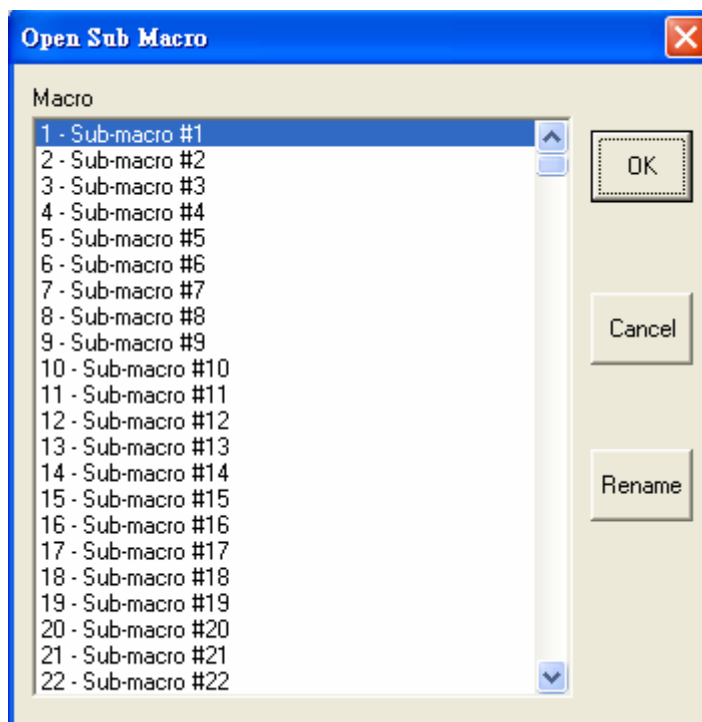 Open Sub Macro
Macro
1 - Sub-macro #1
2 - Sub-macro #2
3 - Sub-macro #3
4 - Sub-macro #4
5 - Sub-macro #5
6 - Sub-macro #6
7 - Sub-macro #7
8 - Sub-macro #8
9 - Sub-macro #9
10 - Sub-macro #10
11 - Sub-macro #11
12 - Sub-macro #12
13 - Sub-macro #13
14 - Sub-macro #14
15 - Sub-macro #15
16 - Sub-macro #16
17 - Sub-macro #17
18 - Sub-macro #18
19 - Sub-macro #19
20 - Sub-macro #20
21 - Sub-macro #21
22 - Sub-macro #22
OK
Cancel
Rename